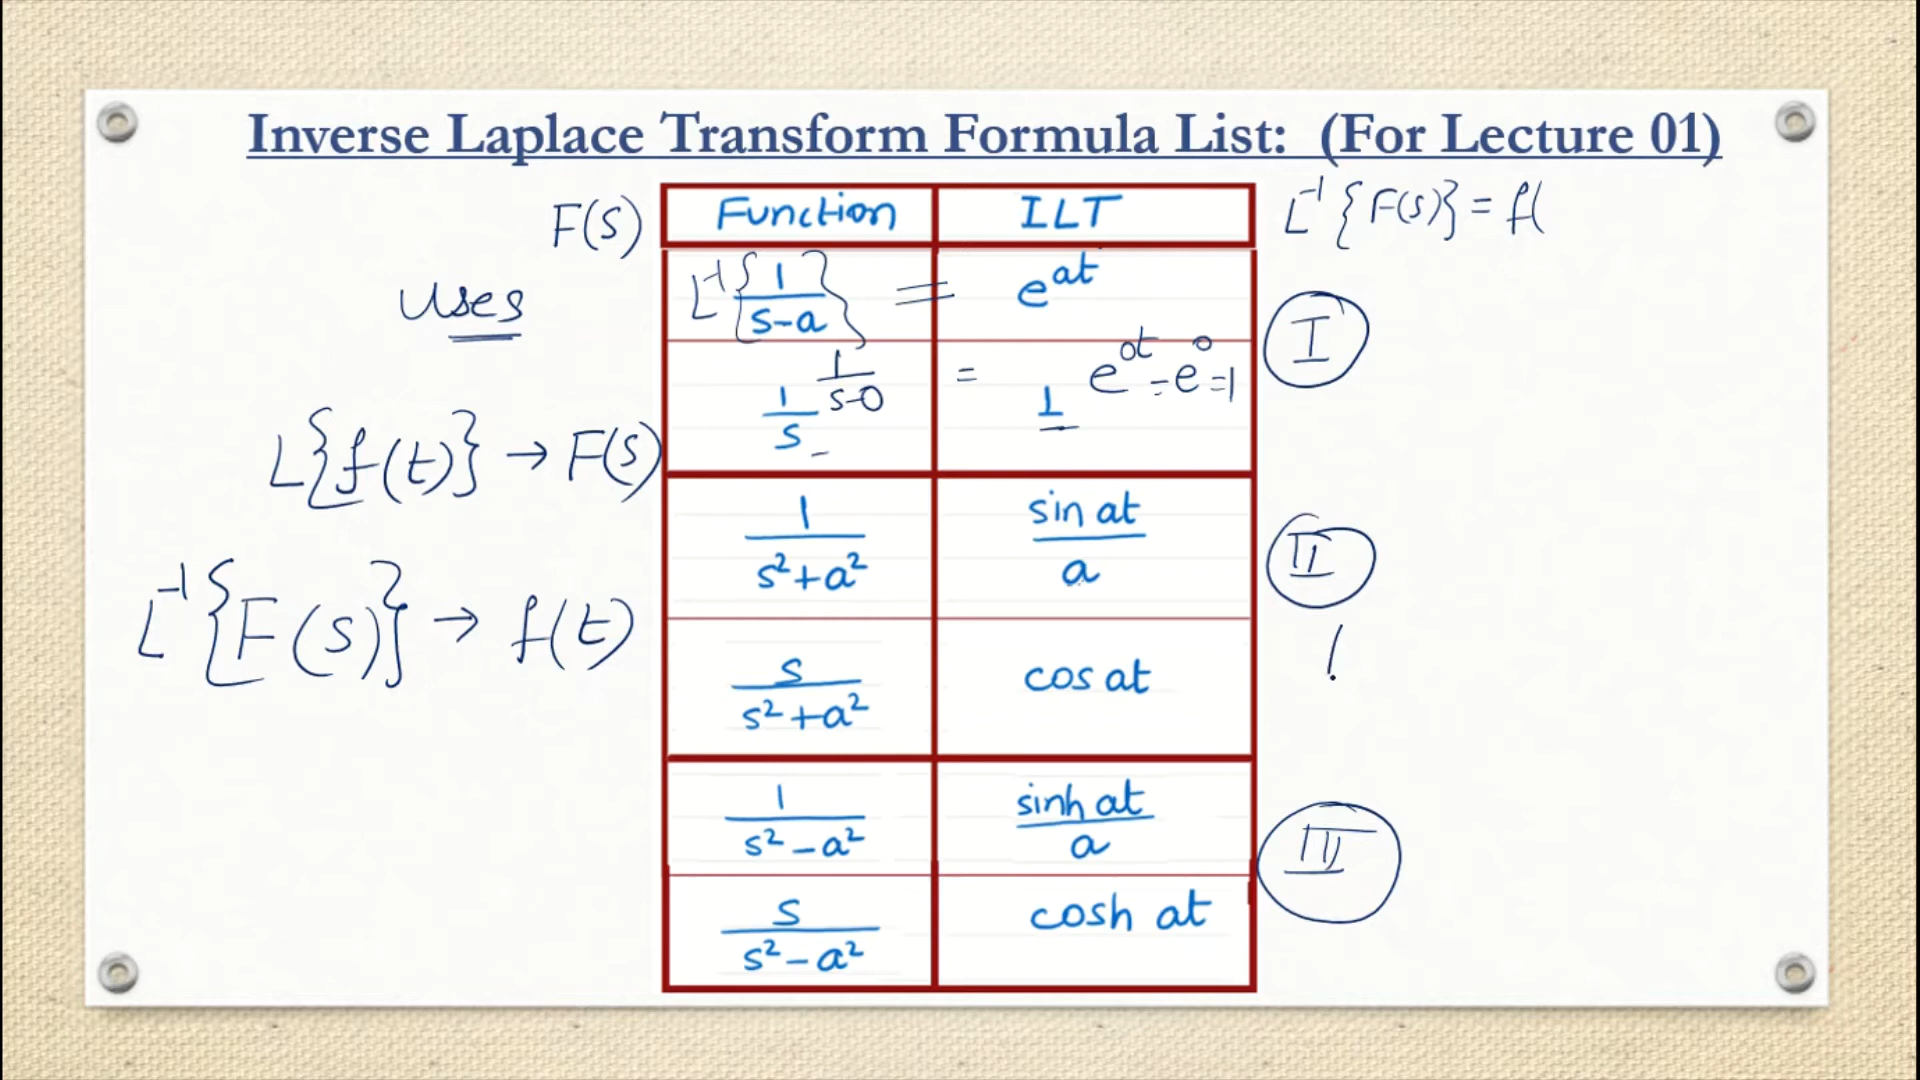 Inverse Laplace Transform Formula List: (For Lecture 01)
F(s)
Function
ILT
L⁻¹{F(s)} = f(
Uses
L⁻¹{1/(s-a)} = e^at
I
1/s 1/(s-0) = 1 e^0t = e^0 = 1
L{f(t)} → F(s)
1/(s²+a²)
sin at/a
II
L⁻¹{F(s)} → f(t)
s/(s²+a²)
cos at
1/(s²-a²)
sinh at/a
III
s/(s²-a²)
cosh at